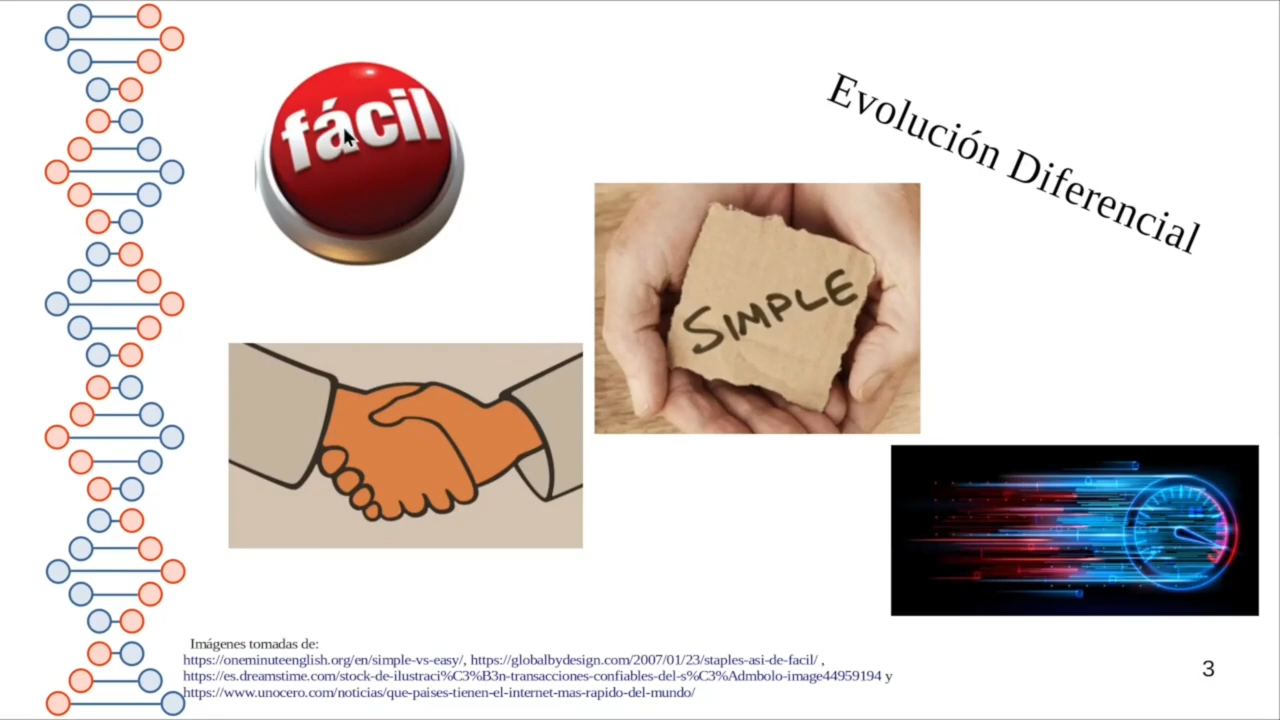 fácil
Evolución Diferencial
SIMPLE
Imágenes tomadas de:
https://oneminuteenglish.org/en/simple-vs-easy/, https://globalbydesign.com/2007/01/23/staples-asi-de-facil/ ,
https://es.dreamstime.com/stock-de-ilustraci%C3%B3n-transacciones-confiables-del-s%C3%Admbolo-image44959194 y
https://www.unocero.com/noticias/que-paises-tienen-el-internet-mas-rapido-del-mundo/
3